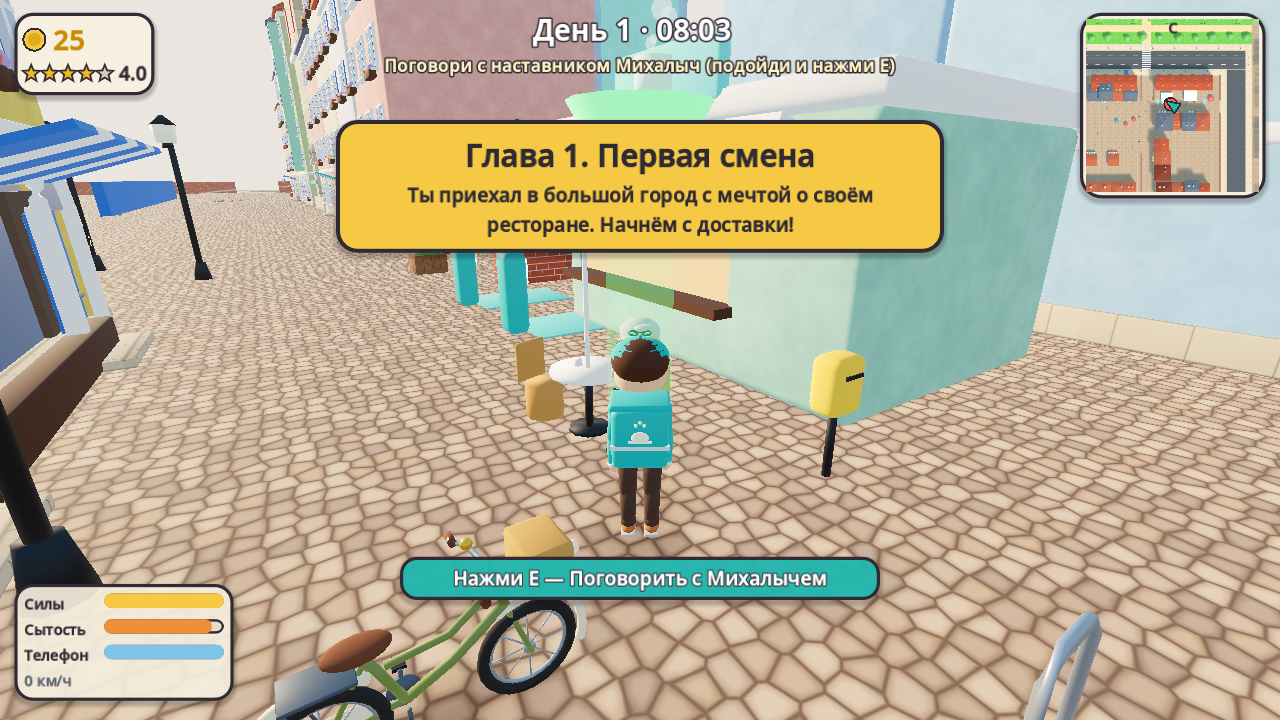 25
4.0
День 1 · 08:03
Поговори с наставником Михалыч (подойди и нажми E)
С
Глава 1. Первая смена
Ты приехал в большой город с мечтой о своём
ресторане. Начнём с доставки!
Нажми E — Поговорить с Михалычем
Силы
Сытость
Телефон
0 км/ч